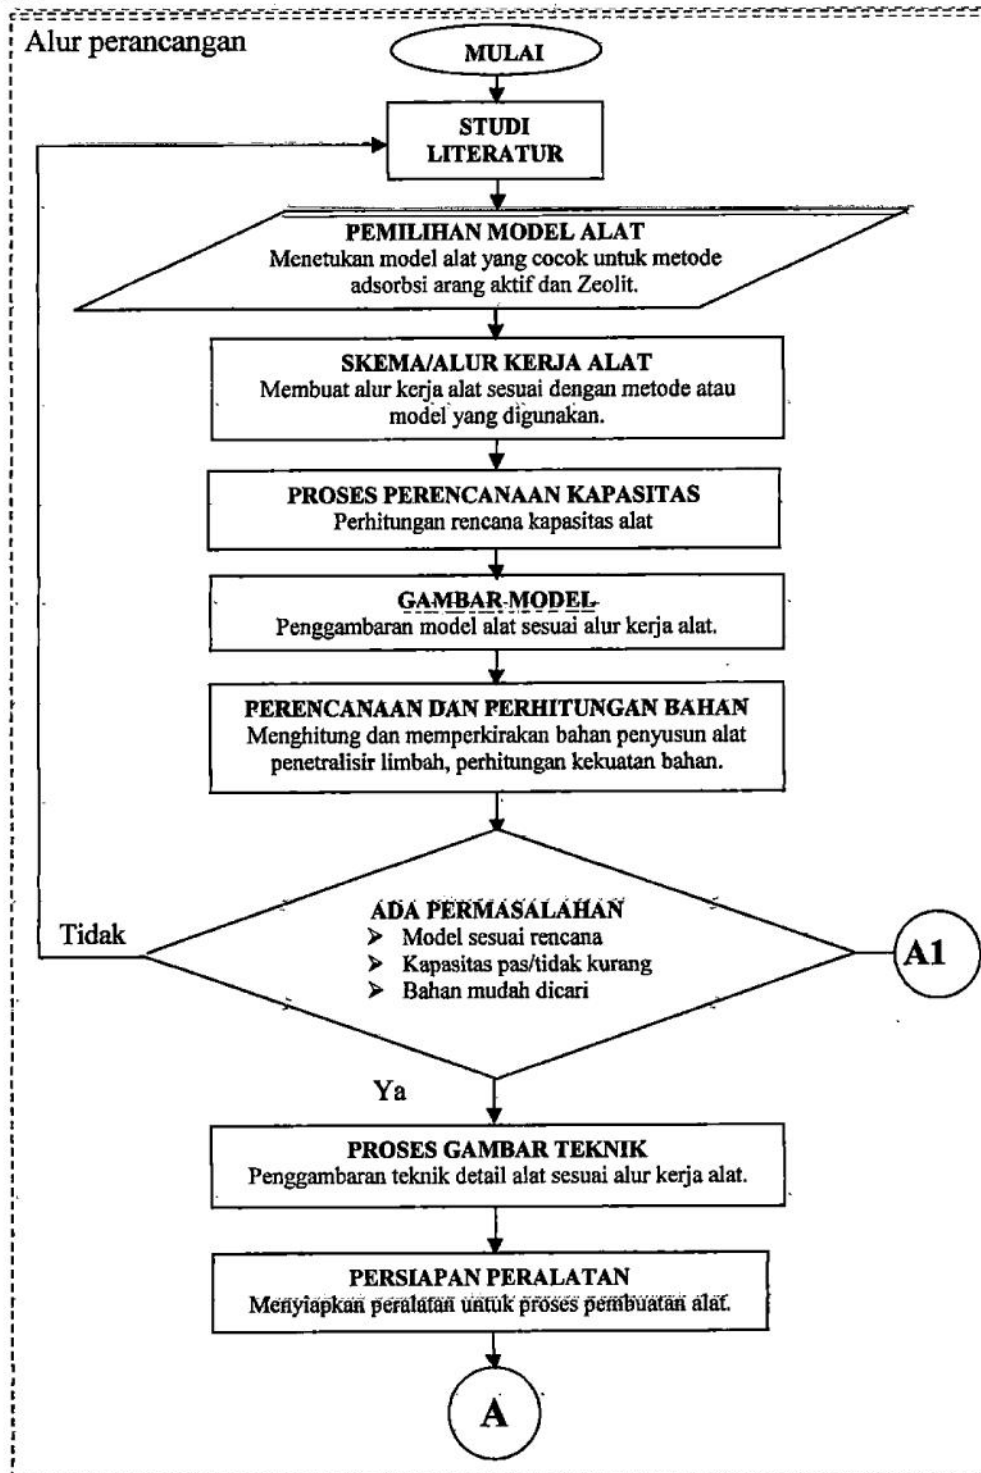 Alur perancangan
MULAI
STUDI
LITERATUR
PEMILIHAN MODEL ALAT
Menetukan model alat yang cocok untuk metode
adsorbsi arang aktif dan Zeolit.
SKEMA/ALUR KERJA ALAT
Membuat alur kerja alat sesuai dengan metode atau
model yang digunakan.
PROSES PERENCANAAN KAPASITAS
Perhitungan rencana kapasitas alat
GAMBAR MODEL
Penggambaran model alat sesuai alur kerja alat.
PERENCANAAN DAN PERHITUNGAN BAHAN
Menghitung dan memperkirakan bahan penyusun alat
penetralisir limbah, perhitungan kekuatan bahan.
ADA PERMASALAHAN
➤ Model sesuai rencana
➤ Kapasitas pas/tidak kurang
➤ Bahan mudah dicari
Tidak
A1
Ya
PROSES GAMBAR TEKNIK
Penggambaran teknik detail alat sesuai alur kerja alat.
PERSIAPAN PERALATAN
Menyiapkan peralatan untuk proses pembuatan alat.
A